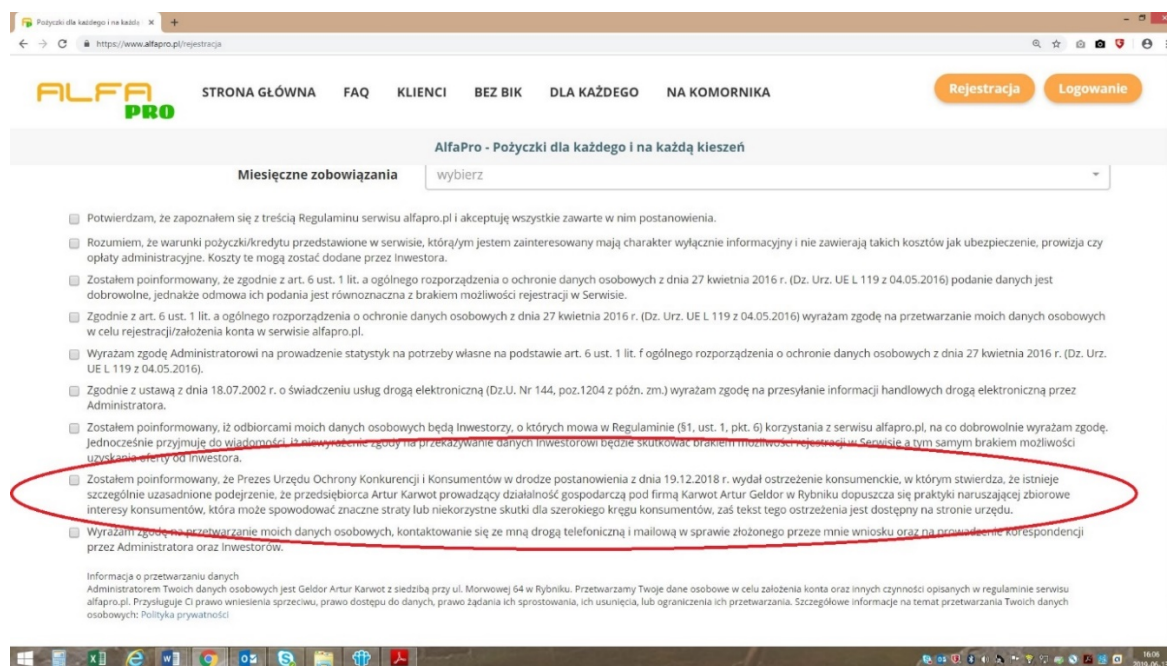 Pożyczki dla każdego i na każdą
https://www.alfapro.pl/rejestracja
ALFA
PRO
STRONA GŁÓWNA FAQ KLIENCI BEZ BIK DLA KAŻDEGO NA KOMORNIKA
Rejestracja Logowanie
AlfaPro - Pożyczki dla każdego i na każdą kieszeń
Miesięczne zobowiązania wybierz
Potwierdzam, że zapoznałem się z treścią Regulaminu serwisu alfapro.pl i akceptuję wszystkie zawarte w nim postanowienia.
Rozumiem, że warunki pożyczki/kredytu przedstawione w serwisie, którą/ym jestem zainteresowany mają charakter wyłącznie informacyjny i nie zawierają takich kosztów jak ubezpieczenie, prowizja czy
opłaty administracyjne. Koszty te mogą zostać dodane przez Inwestora.
Zostałem poinformowany, że zgodnie z art. 6 ust. 1 lit. a ogólnego rozporządzenia o ochronie danych osobowych z dnia 27 kwietnia 2016 r. (Dz. Urz. UE L 119 z 04.05.2016) podanie danych jest
dobrowolne, jednakże odmowa ich podania jest równoznaczna z brakiem możliwości rejestracji w Serwisie.
Zgodnie z art. 6 ust. 1 lit. a ogólnego rozporządzenia o ochronie danych osobowych z dnia 27 kwietnia 2016 r. (Dz. Urz. UE L 119 z 04.05.2016) wyrażam zgodę na przetwarzanie moich danych osobowych
w celu rejestracji/założenia konta w serwisie alfapro.pl.
Wyrażam zgodę Administratorowi na prowadzenie statystyk na potrzeby własne na podstawie art. 6 ust. 1 lit. f ogólnego rozporządzenia o ochronie danych osobowych z dnia 27 kwietnia 2016 r. (Dz. Urz.
UE L 119 z 04.05.2016).
Zgodnie z ustawą z dnia 18.07.2002 r. o świadczeniu usług drogą elektroniczną (Dz.U. Nr 144, poz.1204 z późn. zm.) wyrażam zgodę na przesyłanie informacji handlowych drogą elektroniczną przez
Administratora.
Zostałem poinformowany, iż odbiorcami moich danych osobowych będą Inwestorzy, o których mowa w Regulaminie (§1, ust. 1, pkt. 6) korzystania z serwisu alfapro.pl, na co dobrowolnie wyrażam zgodę.
Jednocześnie przyjmuję do wiadomości, iż niewyrażenie zgody na przekazywanie danych Inwestorowi będzie skutkować brakiem możliwości rejestracji w Serwisie a tym samym brakiem możliwości
uzyskania oferty od Inwestora.
Zostałem poinformowany, że Prezes Urzędu Ochrony Konkurencji i Konsumentów w drodze postanowienia z dnia 19.12.2018 r. wydał ostrzeżenie konsumenckie, w którym stwierdza, że istnieje
szczególnie uzasadnione podejrzenie, że przedsiębiorca Artur Karwot prowadzący działalność gospodarczą pod firmą Karwot Artur Geldor w Rybniku dopuszcza się praktyki naruszającej zbiorowe
interesy konsumentów, która może spowodować znaczne straty lub niekorzystne skutki dla szerokiego kręgu konsumentów, zaś tekst tego ostrzeżenia jest dostępny na stronie urzędu.
Wyrażam zgodę na przetwarzanie moich danych osobowych, kontaktowanie się ze mną drogą telefoniczną i mailową w sprawie złożonego przeze mnie wniosku oraz na prowadzenie korespondencji
przez Administratora oraz Inwestorów.
Informacja o przetwarzaniu danych
Administratorem Twoich danych osobowych jest Geldor Artur Karwot z siedzibą przy ul. Morwowej 64 w Rybniku. Przetwarzamy Twoje dane osobowe w celu założenia konta oraz innych czynności opisanych w regulaminie serwisu
alfapro.pl. Przysługuje Ci prawo wniesienia sprzeciwu, prawo dostępu do danych, prawo żądania ich sprostowania, ich usunięcia, lub ograniczenia ich przetwarzania. Szczegółowe informacje na temat przetwarzania Twoich danych
osobowych: Polityka prywatności
16:06